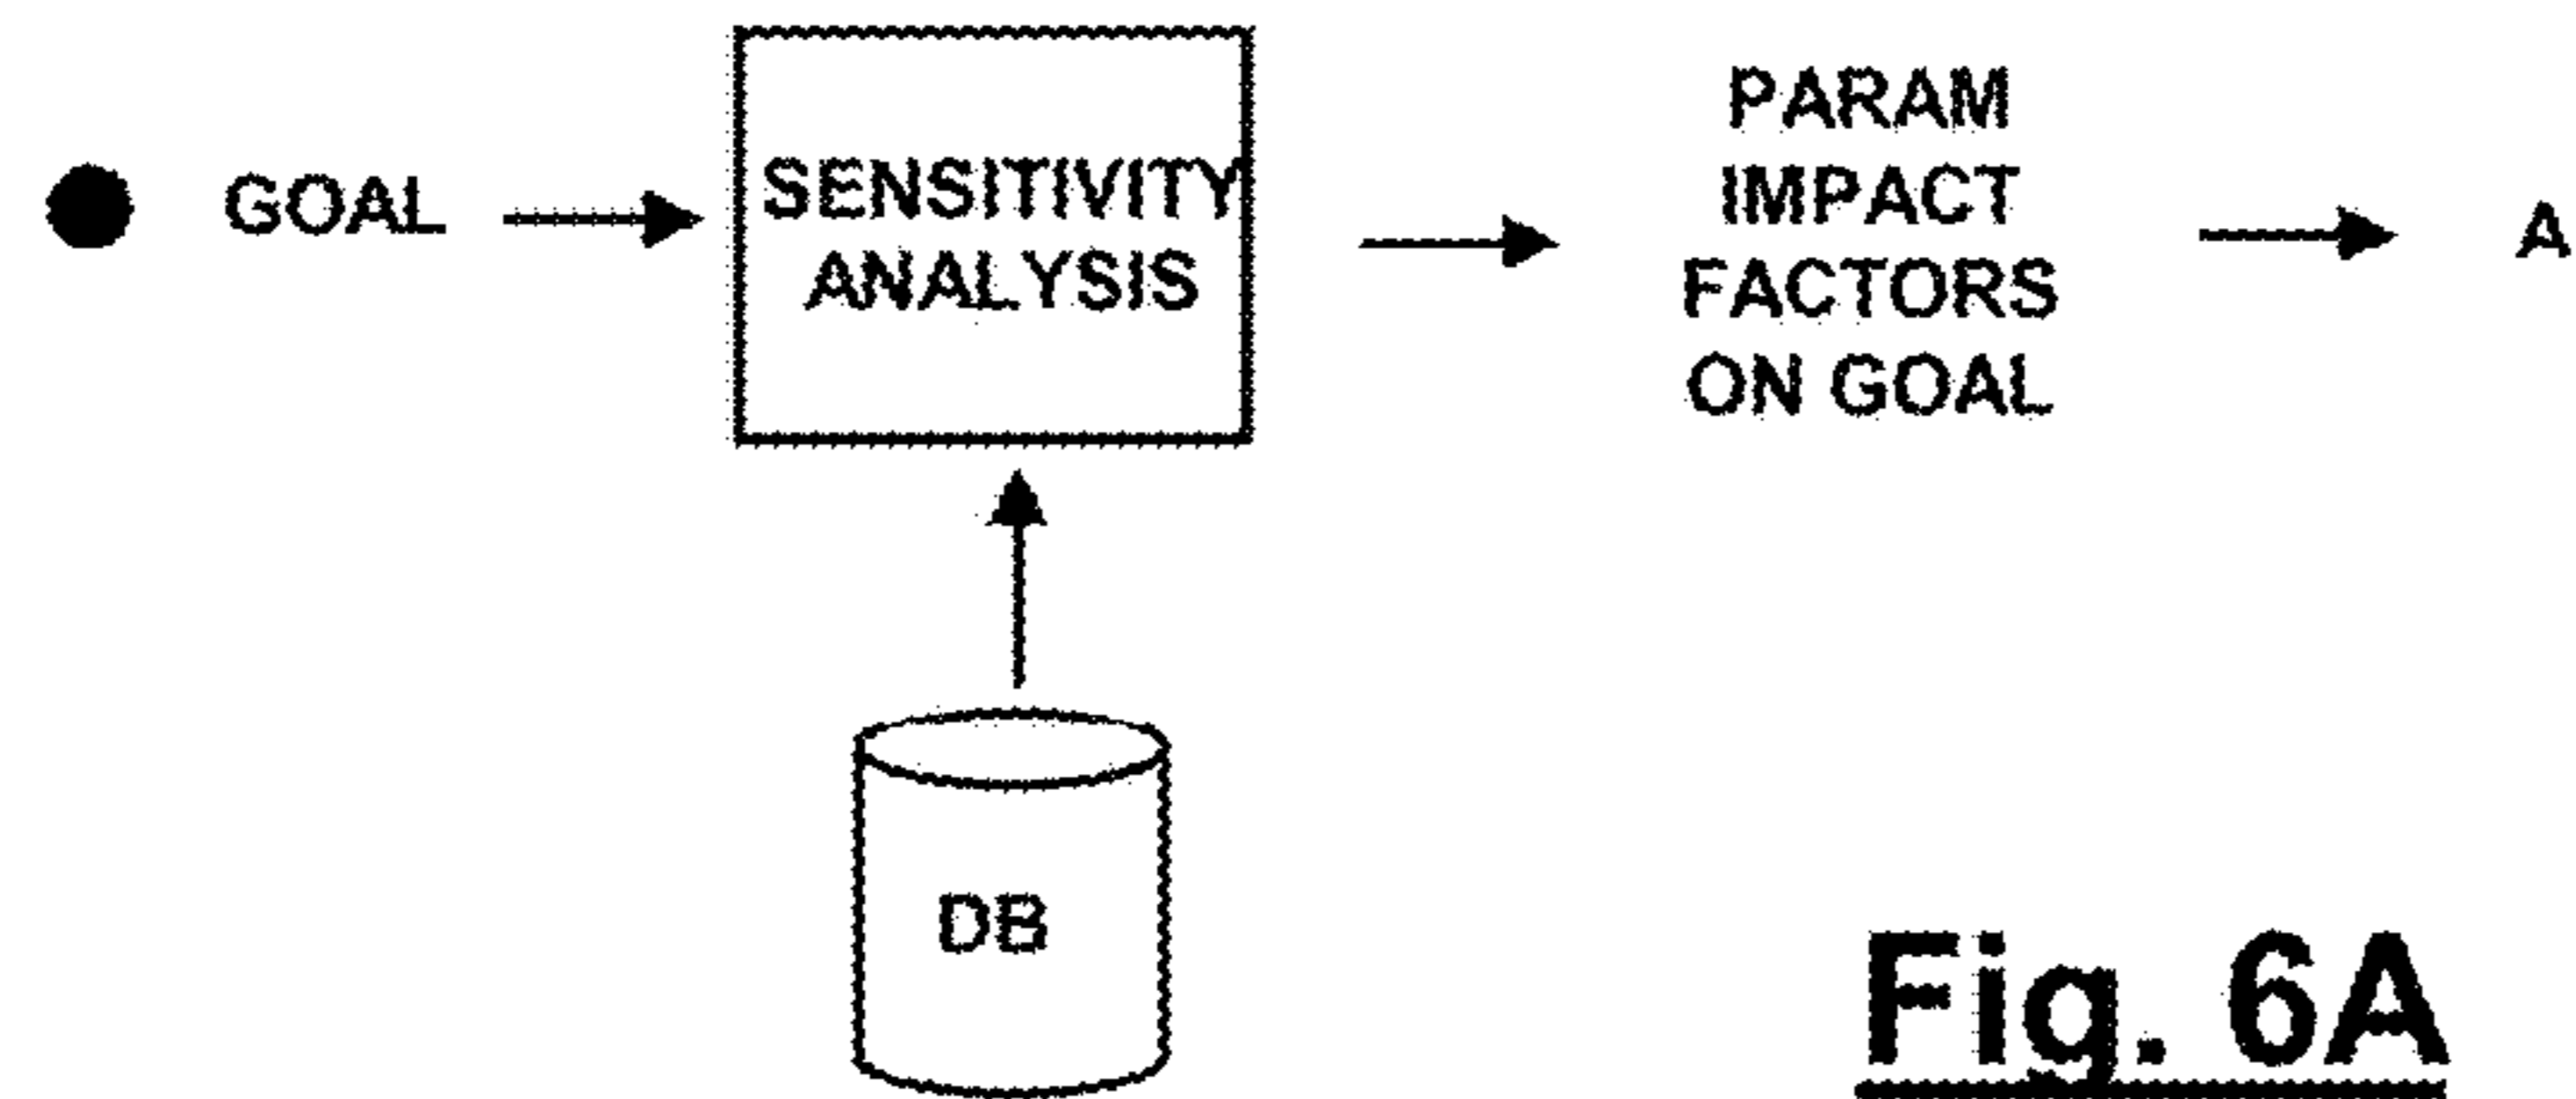 GOAL
SENSITIVITY
ANALYSIS
PARAM
IMPACT
FACTORS
ON GOAL
A
DB
Fig. 6A